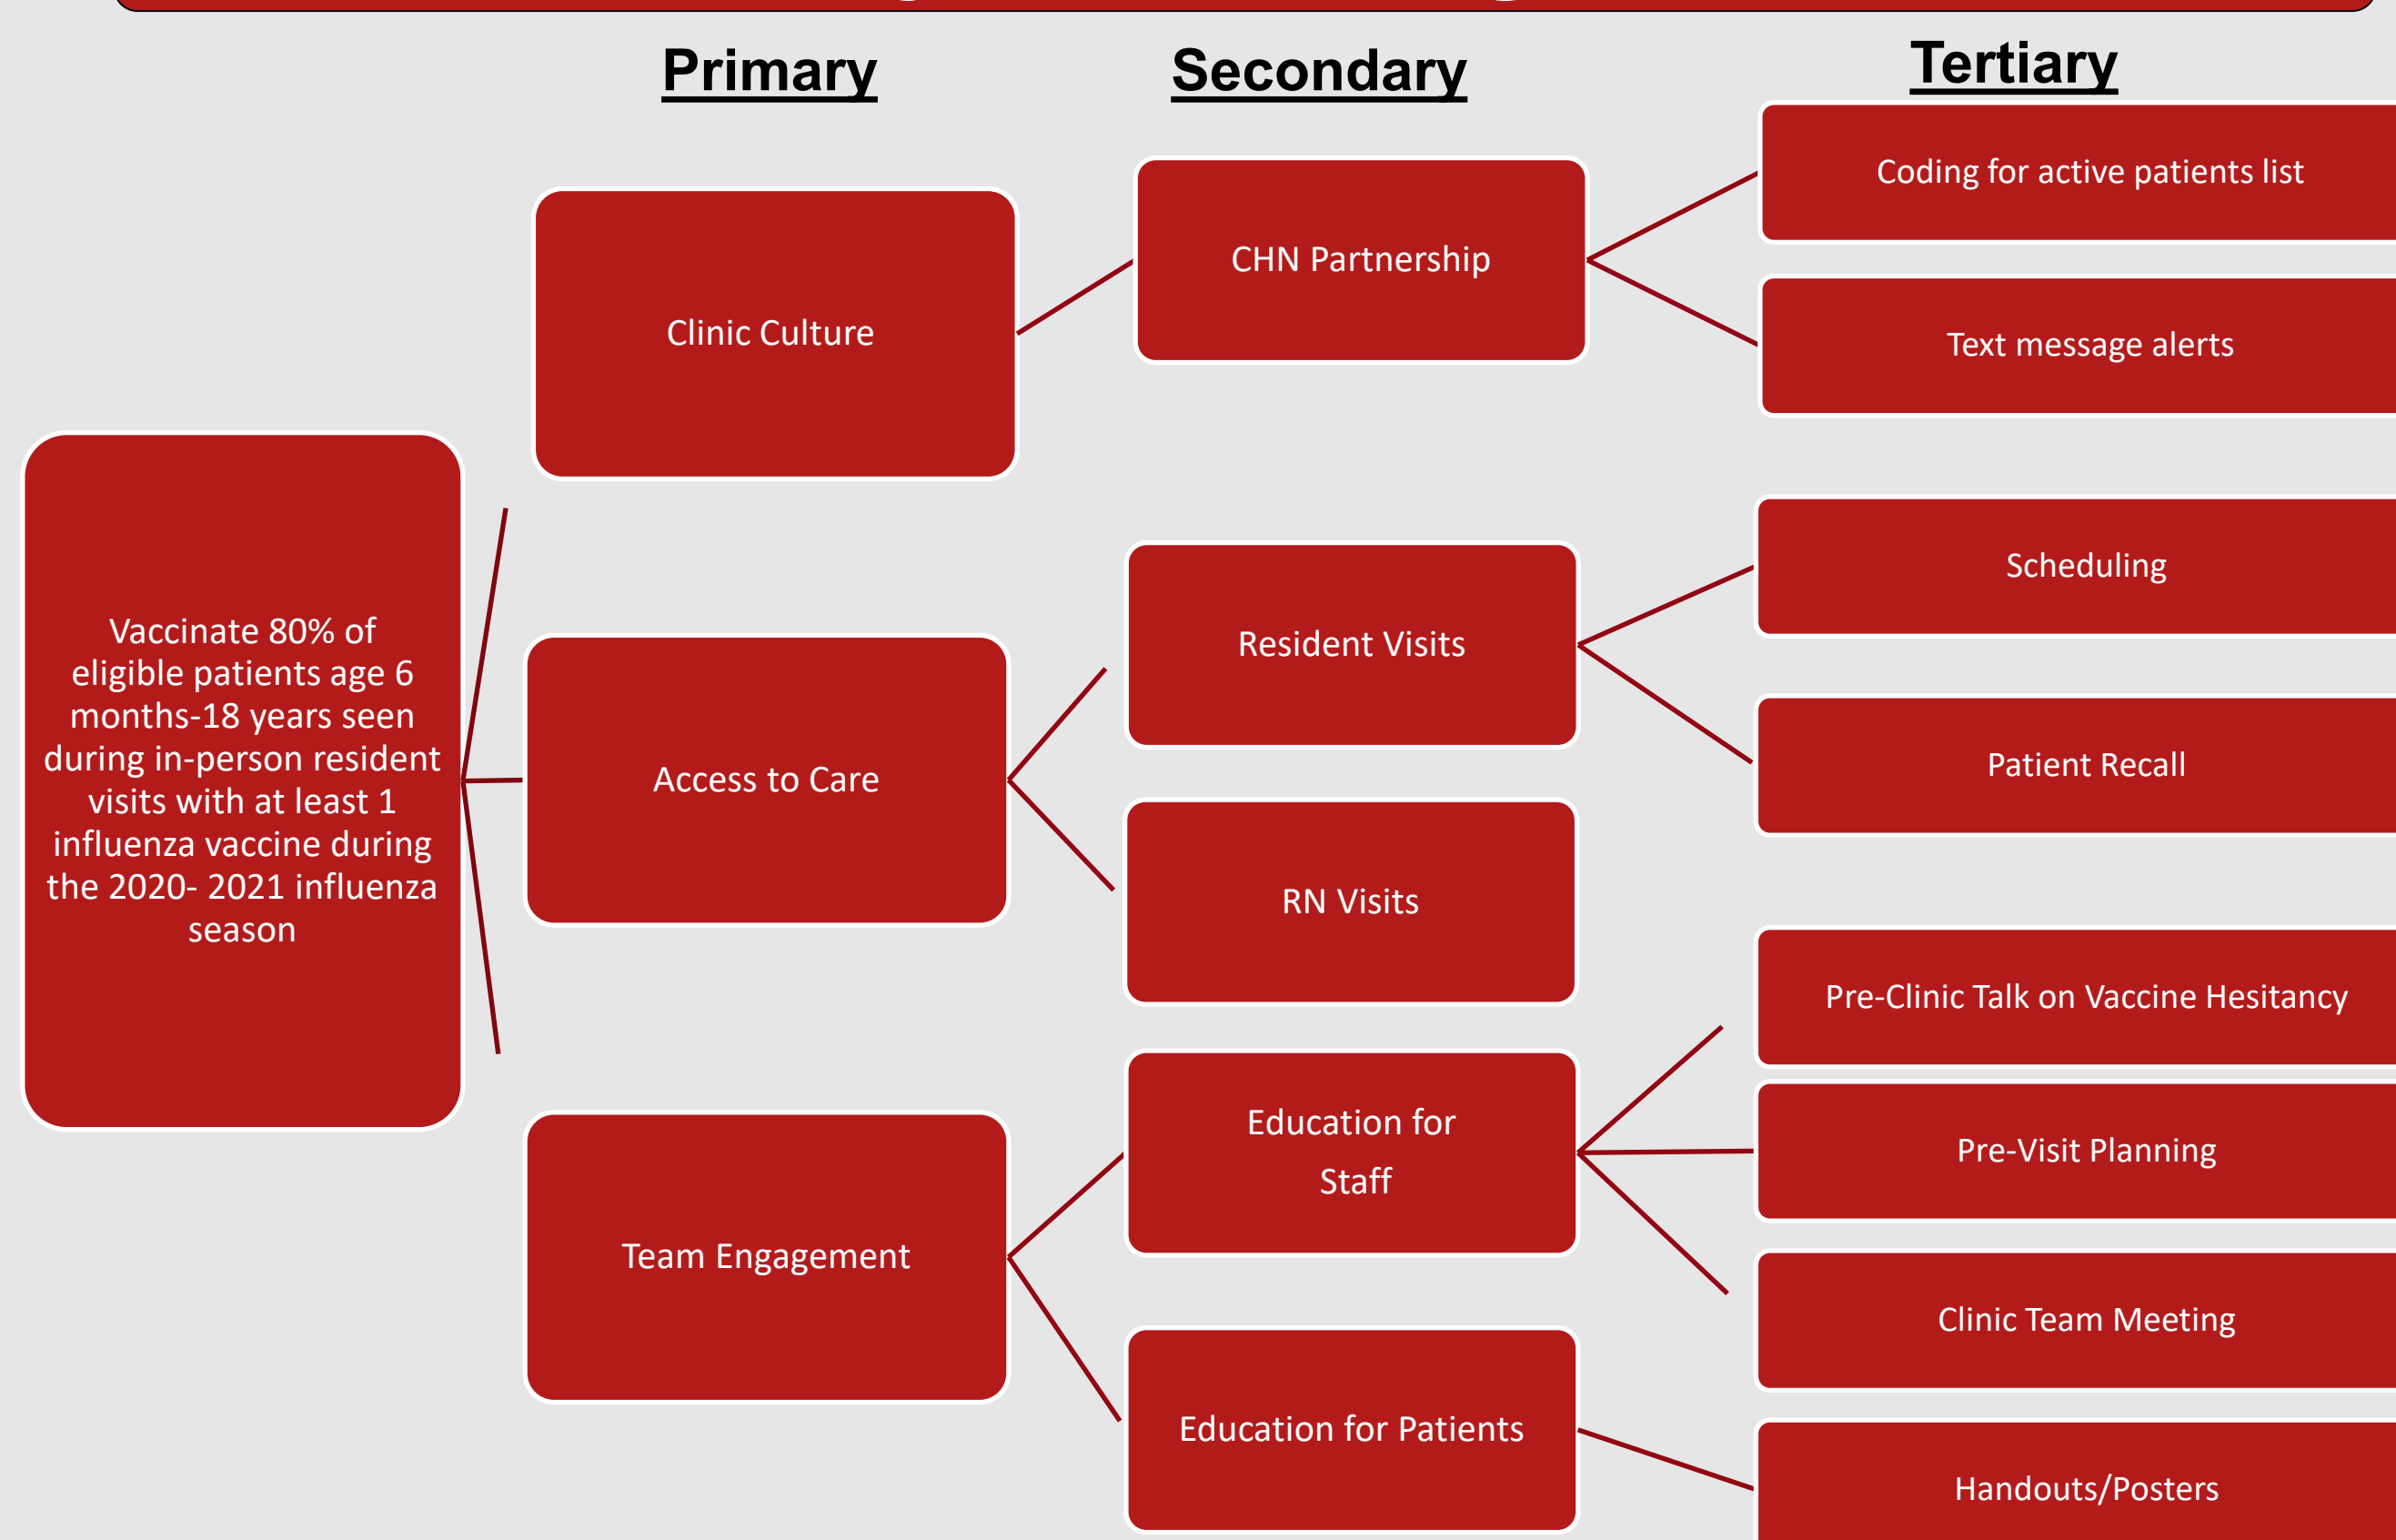 Primary
Secondary
Tertiary
Coding for active patients list
CHN Partnership
Clinic Culture
Text message alerts
Vaccinate 80% of
eligible patients age 6
months-18 years seen
during in-person resident
visits with at least 1
influenza vaccine during
the 2020- 2021 influenza
season
Access to Care
Resident Visits
Scheduling
Patient Recall
RN Visits
Team Engagement
Education for
Staff
Pre-Clinic Talk on Vaccine Hesitancy
Pre-Visit Planning
Clinic Team Meeting
Education for Patients
Handouts/Posters